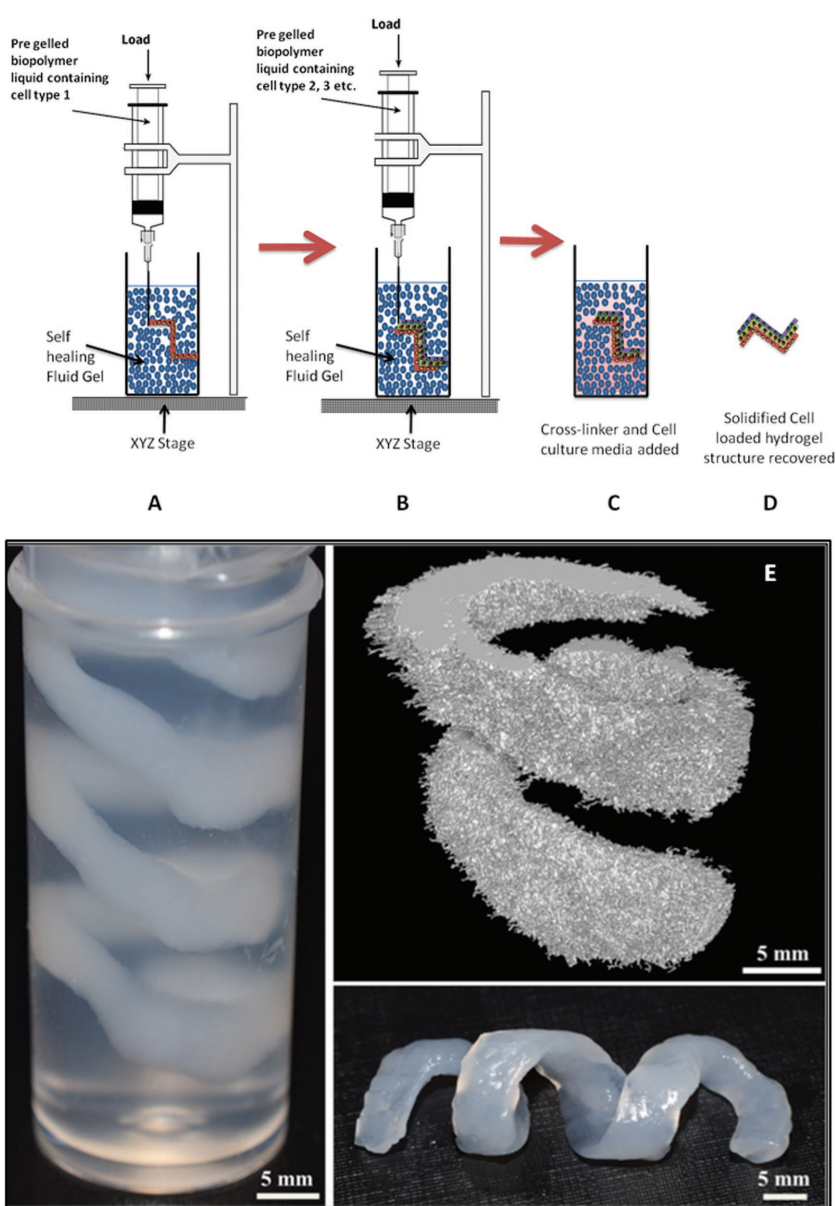 Pre gelled
biopolymer
liquid containing
cell type 1
Load
Pre gelled
biopolymer
liquid containing
cell type 2, 3 etc.
Load
Self
healing
Fluid Gel
XYZ Stage
Self
healing
Fluid Gel
XYZ Stage
Cross-linker and Cell
culture media added
Solidified Cell
loaded hydrogel
structure recovered
A
B
C
D
E
5 mm
5 mm
5 mm